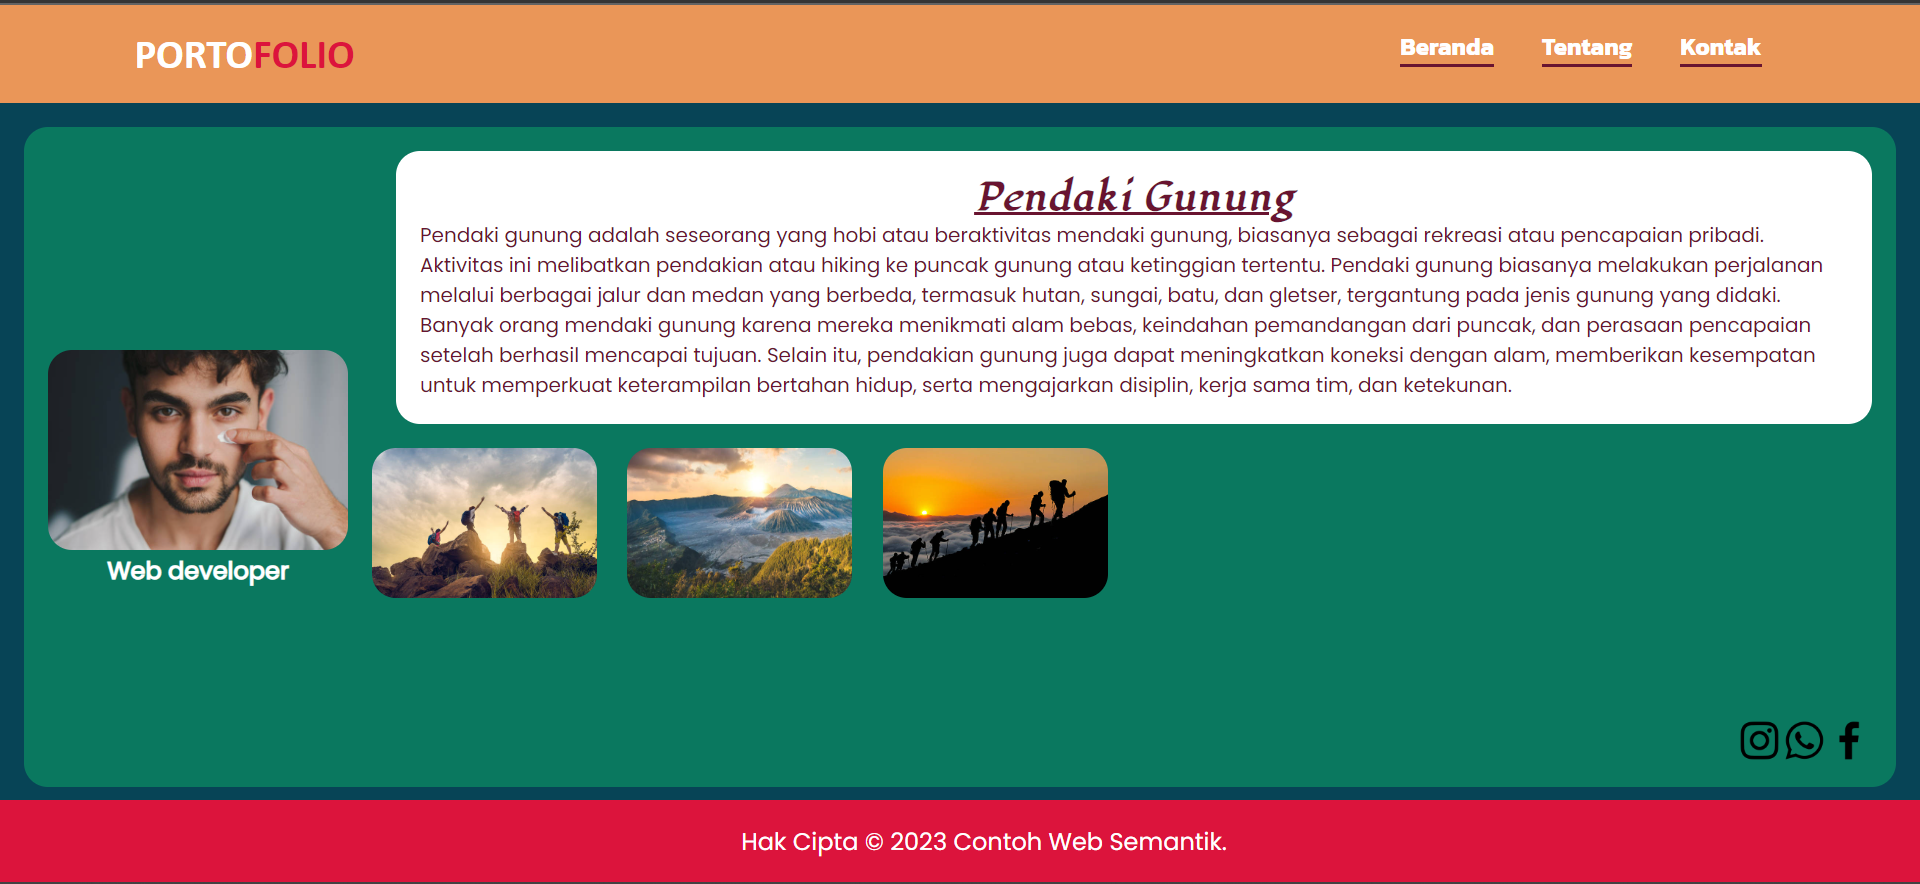 PORTOFOLIO
Beranda Tentang Kontak
Pendaki Gunung
Pendaki gunung adalah seseorang yang hobi atau beraktivitas mendaki gunung, biasanya sebagai rekreasi atau pencapaian pribadi.
Aktivitas ini melibatkan pendakian atau hiking ke puncak gunung atau ketinggian tertentu. Pendaki gunung biasanya melakukan perjalanan
melalui berbagai jalur dan medan yang berbeda, termasuk hutan, sungai, batu, dan gletser, tergantung pada jenis gunung yang didaki.
Banyak orang mendaki gunung karena mereka menikmati alam bebas, keindahan pemandangan dari puncak, dan perasaan pencapaian
setelah berhasil mencapai tujuan. Selain itu, pendakian gunung juga dapat meningkatkan koneksi dengan alam, memberikan kesempatan
untuk memperkuat keterampilan bertahan hidup, serta mengajarkan disiplin, kerja sama tim, dan ketekunan.
Web developer
Hak Cipta © 2023 Contoh Web Semantik.